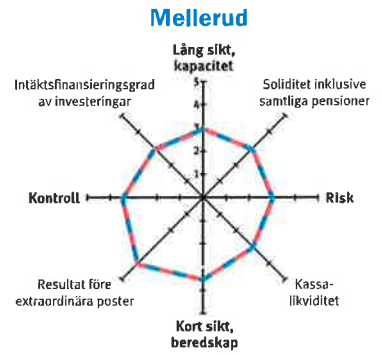 Mellerud
Lång sikt,
kapacitet
Intäktsfinansieringsgrad
av investeringar
Soliditet inklusive
samtliga pensioner
5
4
3
2
1
Kontroll
Risk
Resultat före
extraordinära poster
Kassa-
likviditet
Kort sikt,
beredskap